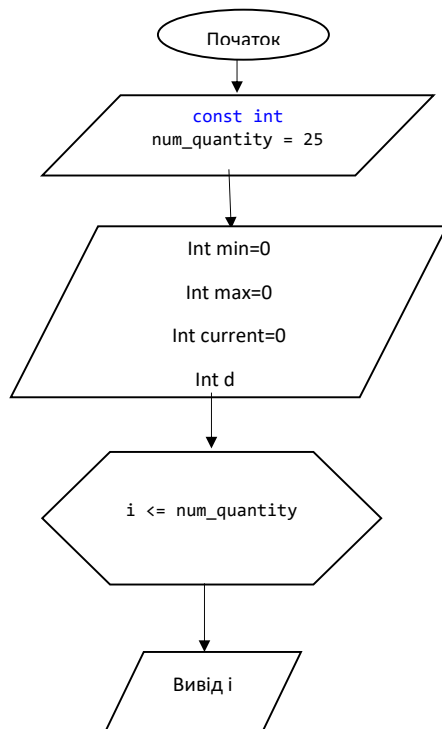 Початок
const int
num_quantity = 25
Int min=0
Int max=0
Int current=0
Int d
i <= num_quantity
Вивід і